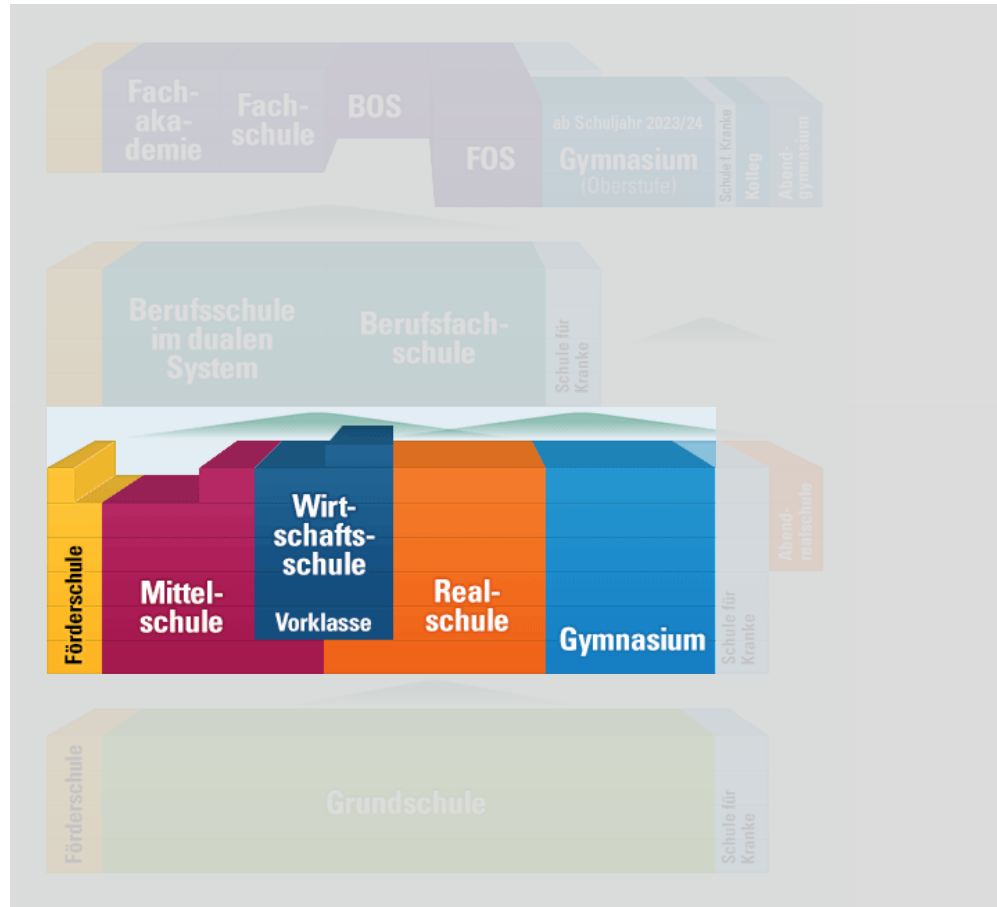 Fach-
aka-
demie
Fach-
schule
BOS
FOS
ab Schuljahr 2023/24
Gymnasium
(Oberstufe)
Schule f. Kranke
Kolleg
Abend-
gymnasium
Berufsschule
im dualen
System
Berufsfach-
schule
Schule für
Kranke
Förderschule
Mittel-
schule
Wirt-
schafts-
schule
Vorklasse
Real-
schule
Gymnasium
Schule für
Kranke
Abend-
realschule
Förderschule
Grundschule
Schule für
Kranke